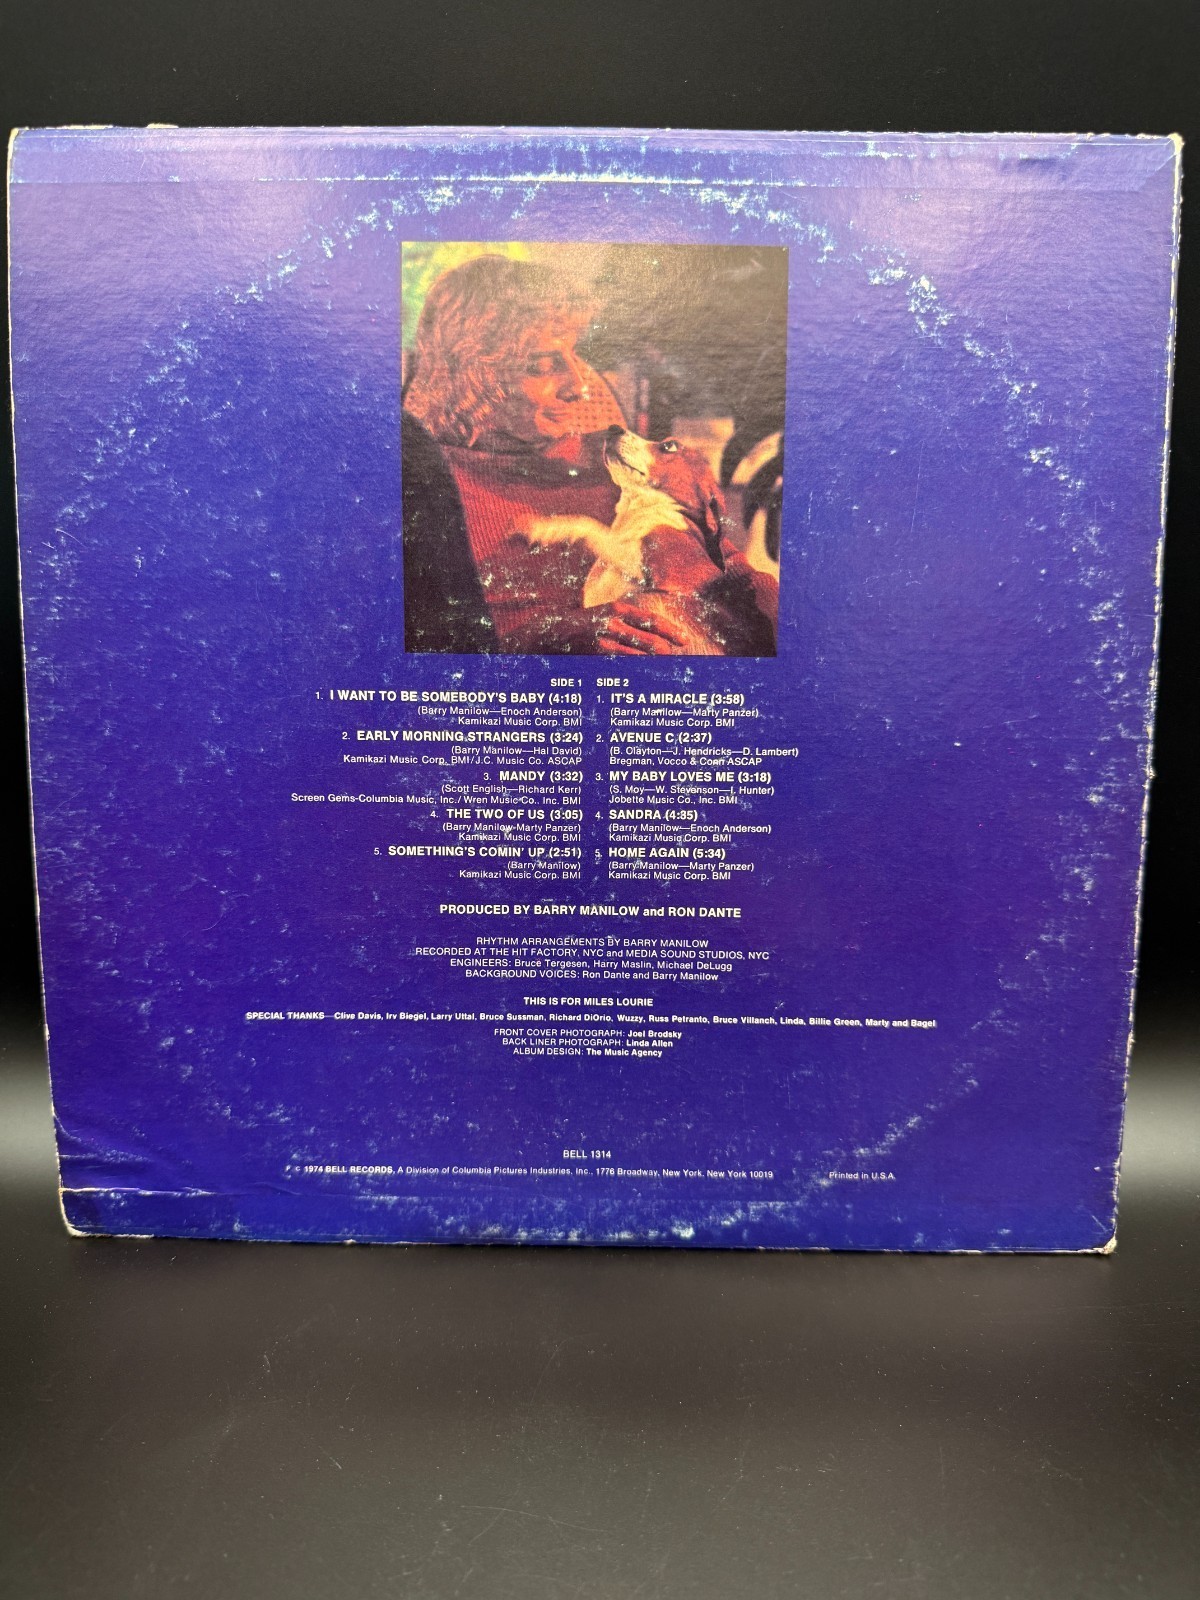 SIDE 1
1. I WANT TO BE SOMEBODY'S BABY (4:18)
(Barry Manilow—Enoch Anderson)
Kamikazi Music Corp. BMI
2. EARLY MORNING STRANGERS (3:24)
(Barry Manilow—Hal David)
Kamikazi Music Corp. BMI/J.C. Music Co. ASCAP
3. MANDY (3:32)
(Scott English—Richard Kerr)
Screen Gems-Columbia Music, Inc./Wren Music Co., Inc. BMI
4. THE TWO OF US (3:05)
(Barry Manilow-Marty Panzer)
Kamikazi Music Corp. BMI
5. SOMETHING'S COMIN' UP (2:51)
(Barry Manilow)
Kamikazi Music Corp. BMI
SIDE 2
1. IT'S A MIRACLE (3:58)
(Barry Manilow—Marty Panzer)
Kamikazi Music Corp. BMI
2. AVENUE C (2:37)
(B. Clayton—J. Hendricks—D. Lambert)
Bregman, Vocco & Conn ASCAP
3. MY BABY LOVES ME (3:18)
(S. Moy—W. Stevenson—I. Hunter)
Jobette Music Co., Inc. BMI
4. SANDRA (4:35)
(Barry Manilow—Enoch Anderson)
Kamikazi Music Corp. BMI
5. HOME AGAIN (5:34)
(Barry Manilow—Marty Panzer)
Kamikazi Music Corp. BMI
PRODUCED BY BARRY MANILOW and RON DANTE
RHYTHM ARRANGEMENTS BY BARRY MANILOW
RECORDED AT THE HIT FACTORY, NYC and MEDIA SOUND STUDIOS, NYC
ENGINEERS: Bruce Tergesen, Harry Maslin, Michael DeLugg
BACKGROUND VOICES: Ron Dante and Barry Manilow
THIS IS FOR MILES LOURIE
SPECIAL THANKS—Clive Davis, Irv Biegel, Larry Uttal, Bruce Sussman, Richard DiOrio, Wuzzy, Russ Petranto, Bruce Villanch, Linda, Billie Green, Marty and Bagel
FRONT COVER PHOTOGRAPH: Joel Brodsky
BACK LINER PHOTOGRAPH: Linda Allen
ALBUM DESIGN: The Music Agency
BELL 1314
P. © 1974 BELL RECORDS, A Division of Columbia Pictures Industries, Inc., 1776 Broadway, New York, New York 10019
Printed in U.S.A.